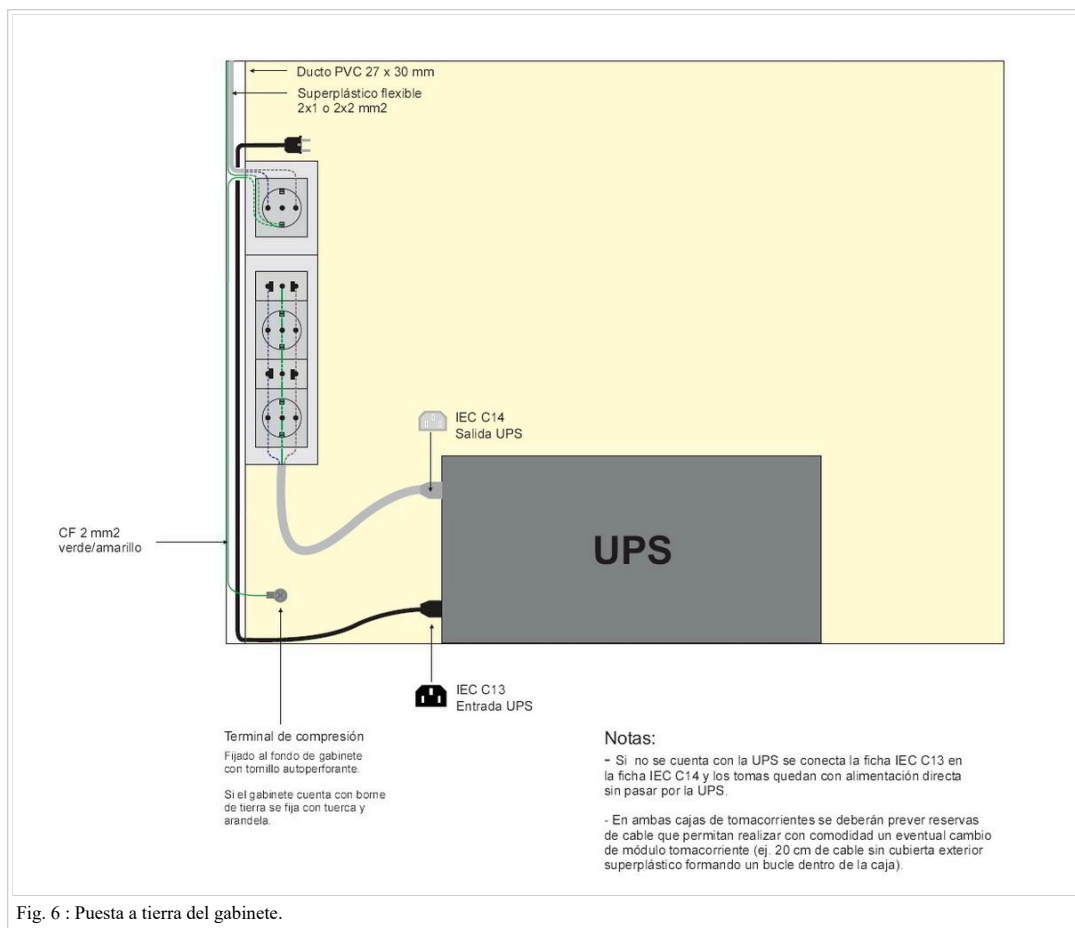 Ducto PVC 27 x 30 mm
Superplástico flexible
2x1 o 2x2 mm2
IEC C14
Salida UPS
CF 2 mm2
verde/amarillo
UPS
IEC C13
Entrada UPS
Terminal de compresión
Fijado al fondo de gabinete
con tornillo autoperforante.
Si el gabinete cuenta con borne
de tierra se fija con tuerca y
arandela.
Notas:
- Si no se cuenta con la UPS se conecta la ficha IEC C13 en
la ficha IEC C14 y los tomas quedan con alimentación directa
sin pasar por la UPS.
- En ambas cajas de tomacorrientes se deberán prever reservas
de cable que permitan realizar con comodidad un eventual cambio
de módulo tomacorriente (ej. 20 cm de cable sin cubierta exterior
superplástico formando un bucle dentro de la caja).
Fig. 6 : Puesta a tierra del gabinete.